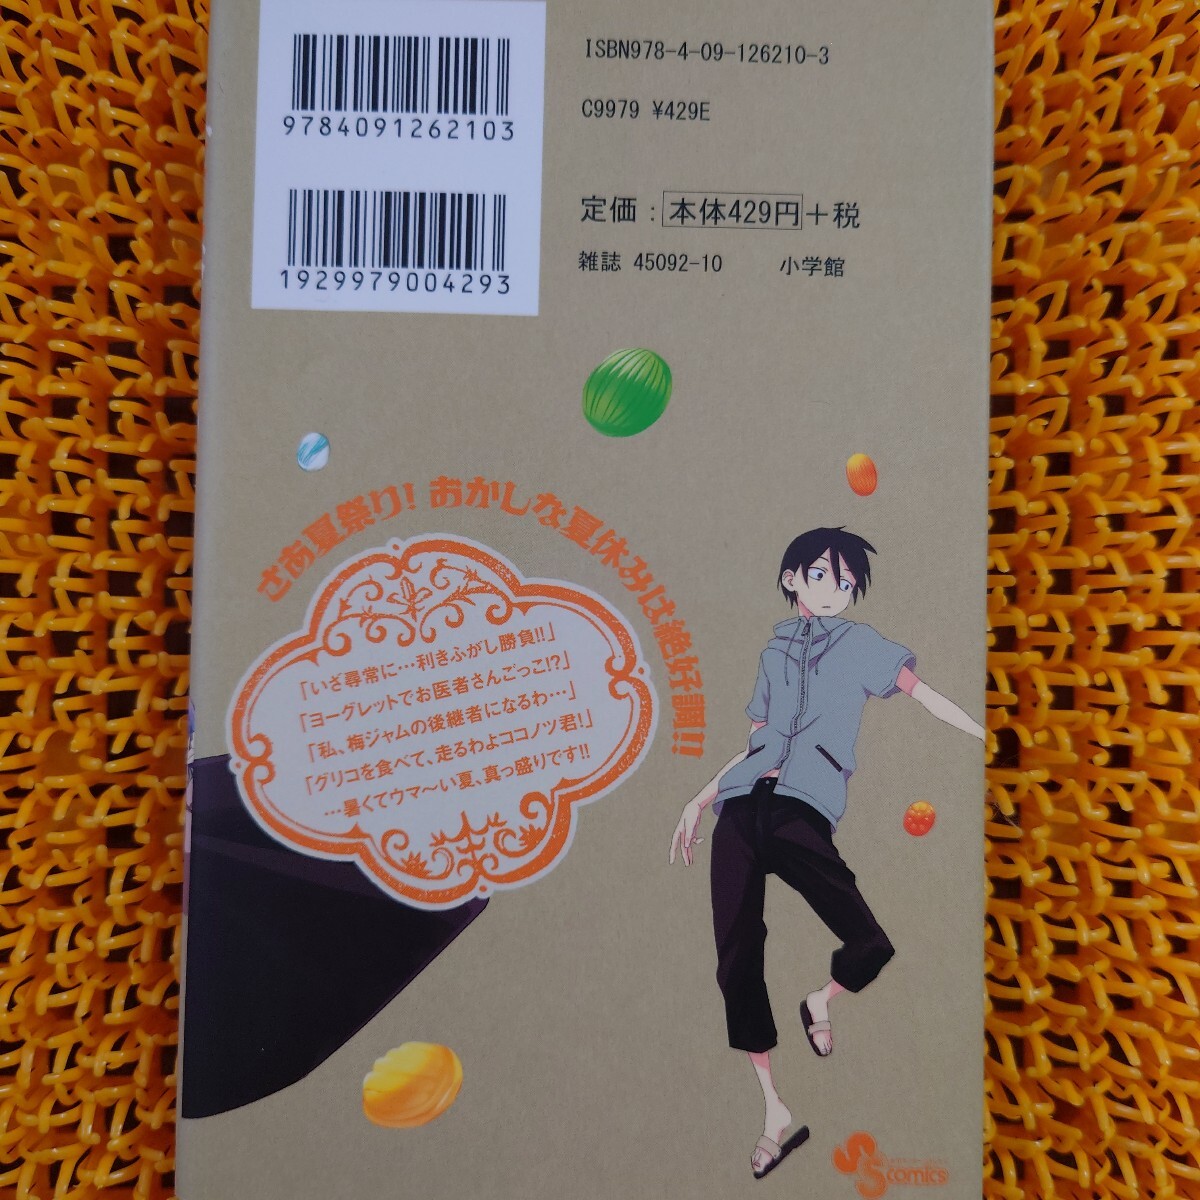 9784091262103
1929979004293
ISBN978-4-09-126210-3
C9979 ¥429E
定価：本体429円＋税
雑誌 45092-10 小学館
さあ夏祭り！おかしな夏休みは絶好調!!
「いざ尋常に…利きふがし勝負!!」
「ヨーグレットでお医者さんごっこ!?」
「私、梅ジャムの後継者になるわ…」
「グリコを食べて、走るわよココノツ君！」
…暑くてウマ〜い夏、真っ盛りです!!
SS comics